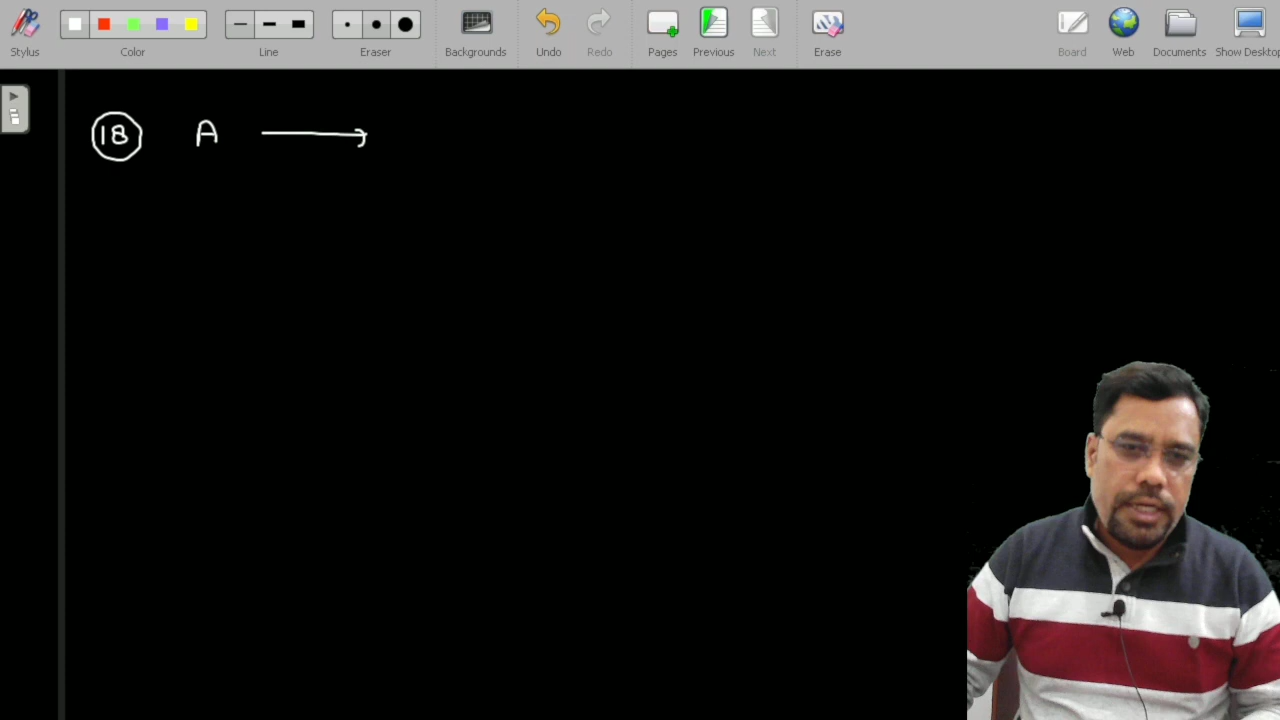 Stylus Color Line Eraser Backgrounds Undo Redo Pages Previous Next Erase Board Web Documents Show Desktop
18 A →